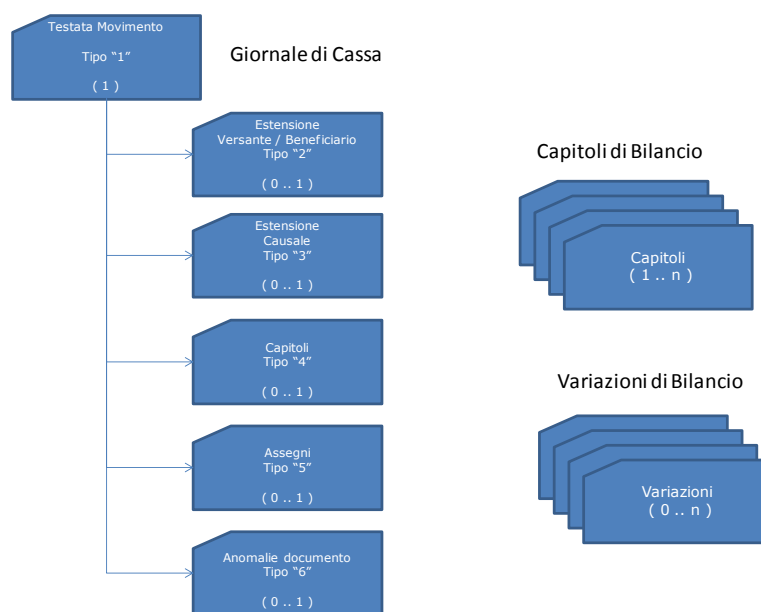 Testata Movimento
Tipo “1”
( 1 )
Giornale di Cassa
Estensione
Versante / Beneficiario
Tipo “2”
( 0 .. 1 )
Estensione
Causale
Tipo “3”
( 0 .. 1 )
Capitoli
Tipo “4”
( 0 .. 1 )
Assegni
Tipo “5”
( 0 .. 1 )
Anomalie documento
Tipo “6”
( 0 .. 1 )
Capitoli di Bilancio
Capitoli
( 1 .. n )
Variazioni di Bilancio
Variazioni
( 0 .. n )